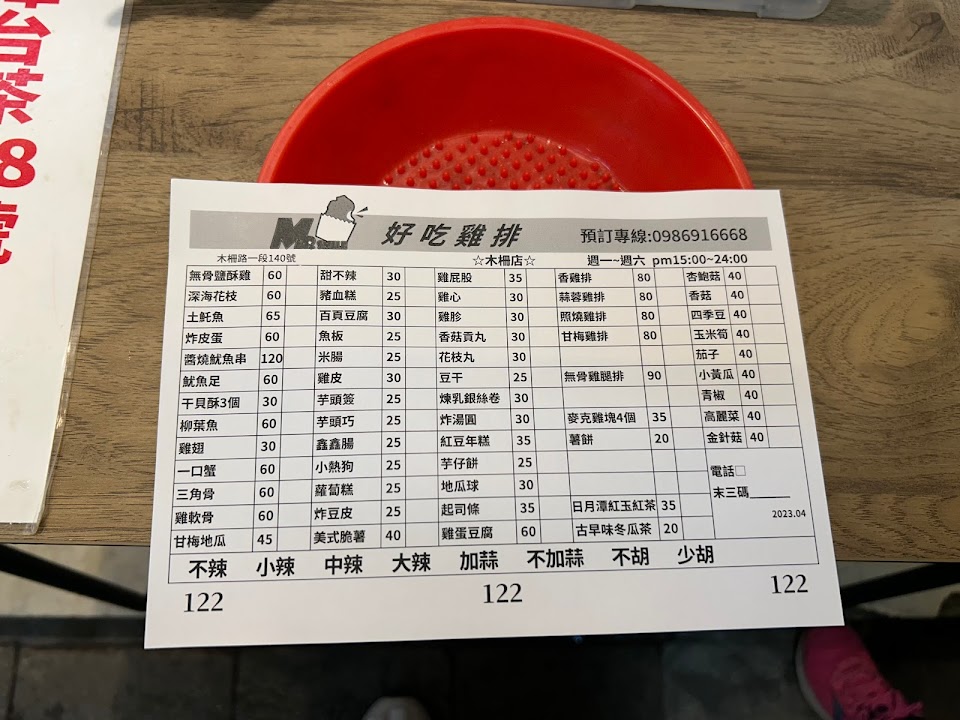 台茶
8
號
好吃雞排
預訂專線:0986916668
木柵路一段140號 ☆木柵店☆ 週一~週六 pm15:00~24:00
無骨鹽酥雞 60 甜不辣 30 雞屁股 35 香雞排 80 杏鮑菇 40
深海花枝 60 豬血糕 25 雞心 30 蒜蓉雞排 80 香菇 40
土魠魚 65 百頁豆腐 30 雞胗 30 照燒雞排 80 四季豆 40
炸皮蛋 60 魚板 25 香菇貢丸 30 甘梅雞排 80 玉米筍 40
醬燒魷魚串 120 米腸 25 花枝丸 30 茄子 40
魷魚足 60 雞皮 30 豆干 25 無骨雞腿排 90 小黃瓜 40
干貝酥3個 30 芋頭簽 25 煉乳銀絲卷 30 青椒 40
柳葉魚 60 芋頭巧 25 炸湯圓 30 麥克雞塊4個 35 高麗菜 40
雞翅 30 鑫鑫腸 25 紅豆年糕 35 薯餅 20 金針菇 40
一口蟹 60 小熱狗 25 芋仔餅 25
三角骨 60 蘿蔔糕 25 地瓜球 30
雞軟骨 60 炸豆皮 25 起司條 35 日月潭紅玉紅茶 35
甘梅地瓜 45 美式脆薯 40 雞蛋豆腐 60 古早味冬瓜茶 20
電話□
末三碼______
2023.04
不辣 小辣 中辣 大辣 加蒜 不加蒜 不胡 少胡
122 122 122